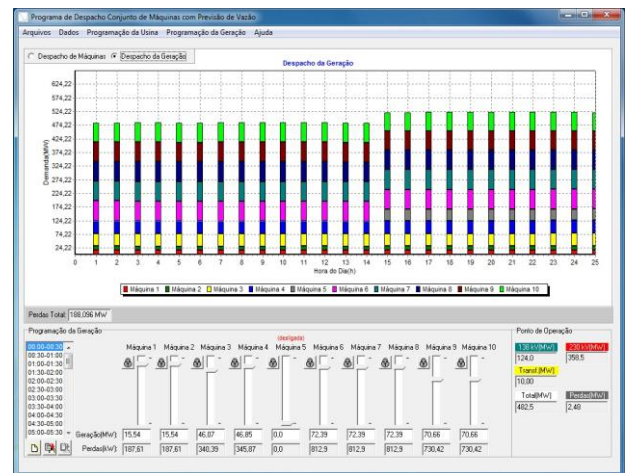 Programa de Despacho Conjunto de Máquinas com Previsão de Vazão
Arquivos Dados Programação da Usina Programação da Geração Ajuda
Despacho de Máquinas Despacho da Geração
Despacho da Geração
Demanda(MW)
624,22
574,22
524,22
474,22
424,22
374,22
324,22
274,22
224,22
174,22
124,22
74,22
24,22
0 1 2 3 4 5 6 7 8 9 10 11 12 13 14 15 16 17 18 19 20 21 22 23 24 25
Hora do Dia(h)
Máquina 1 Máquina 2 Máquina 3 Máquina 4 Máquina 5 Máquina 6 Máquina 7 Máquina 8 Máquina 9 Máquina 10
Perdas Total: 188,096 MW
Programação da Geração
Ponto de Operação
00:00-00:30
00:30-01:00
01:00-01:30
01:30-02:00
02:00-02:30
02:30-03:00
03:00-03:30
03:30-04:00
04:00-04:30
04:30-05:00
05:00-05:30
(desligada)
Máquina 1 Máquina 2 Máquina 3 Máquina 4 Máquina 5 Máquina 6 Máquina 7 Máquina 8 Máquina 9 Máquina 10
Geração(MW): 15,54 15,54 46,07 46,85 0,0 72,39 72,39 72,39 70,66 70,66
Perdas(kW): 187,61 187,61 340,39 345,87 0,0 812,9 812,9 812,9 730,42 730,42
138 kV(MW) 230 kV(MW)
124,0 358,5
Transf.(MW)
10,00
Total(MW) Perdas(MW)
482,5 2,48